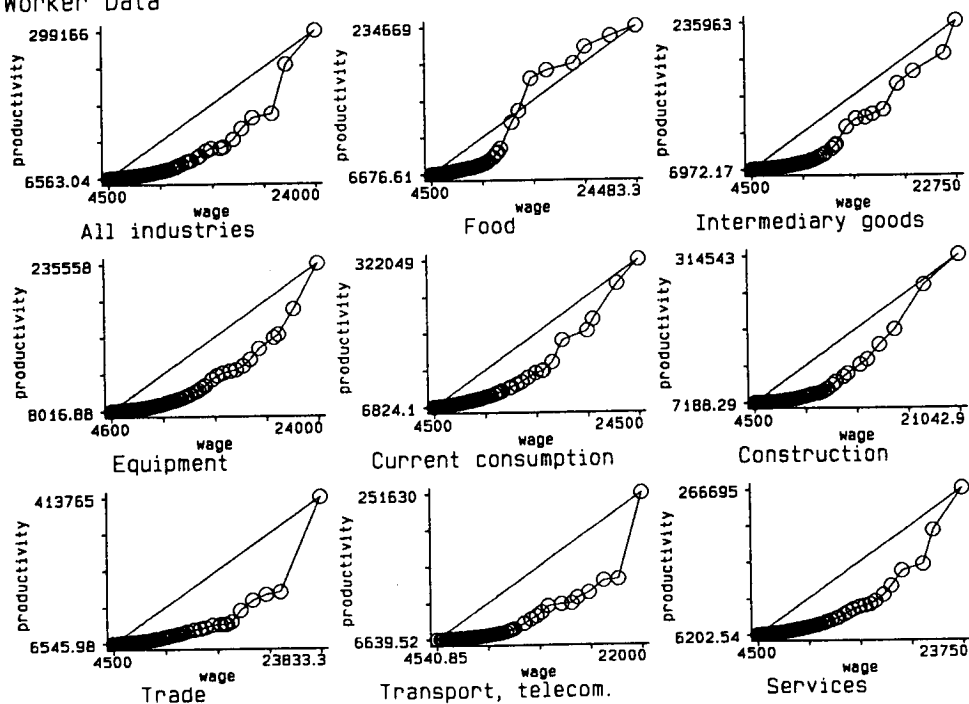 Worker Data
299166
productivity
6563.04
4500
24000
wage
All industries
234669
productivity
6676.61
4500
24483.3
wage
Food
235963
productivity
6972.17
4500
22750
wage
Intermediary goods
235558
productivity
8016.88
4600
24000
wage
Equipment
322049
productivity
6824.1
4500
24500
wage
Current consumption
314543
productivity
7188.29
4500
21042.9
wage
Construction
413765
productivity
6545.98
4500
23833.3
wage
Trade
251630
productivity
6639.52
4540.85
22000
wage
Transport, telecom.
266695
productivity
6202.54
4500
23750
wage
Services